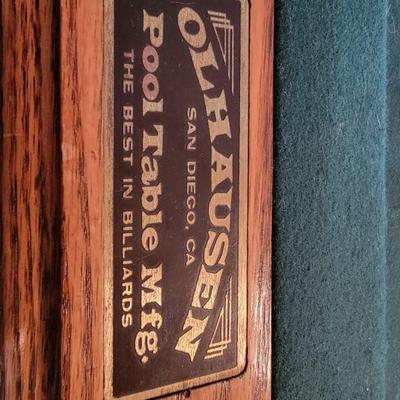 OLHAUSEN
SAN DIEGO, CA
Pool Table Mfg.
THE BEST IN BILLIARDS